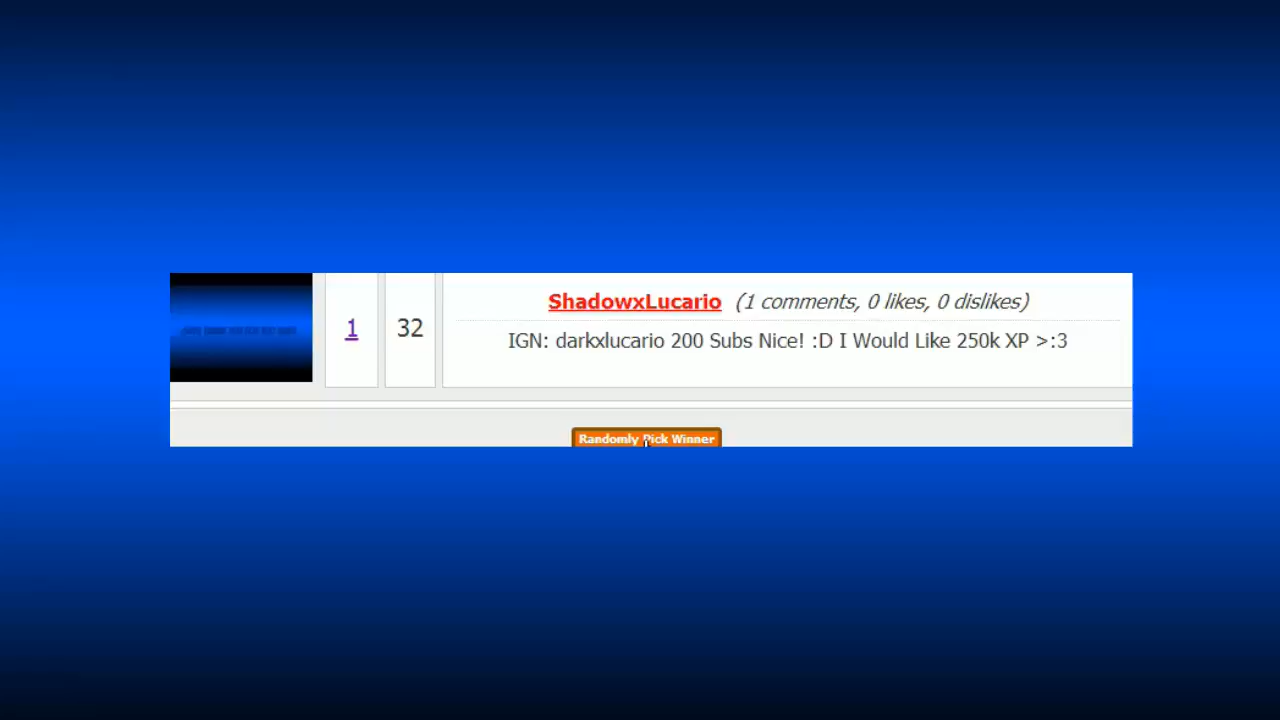 1
32
ShadowxLucario (1 comments, 0 likes, 0 dislikes)
IGN: darkxlucario 200 Subs Nice! :D I Would Like 250k XP >:3
Randomly Pick Winner